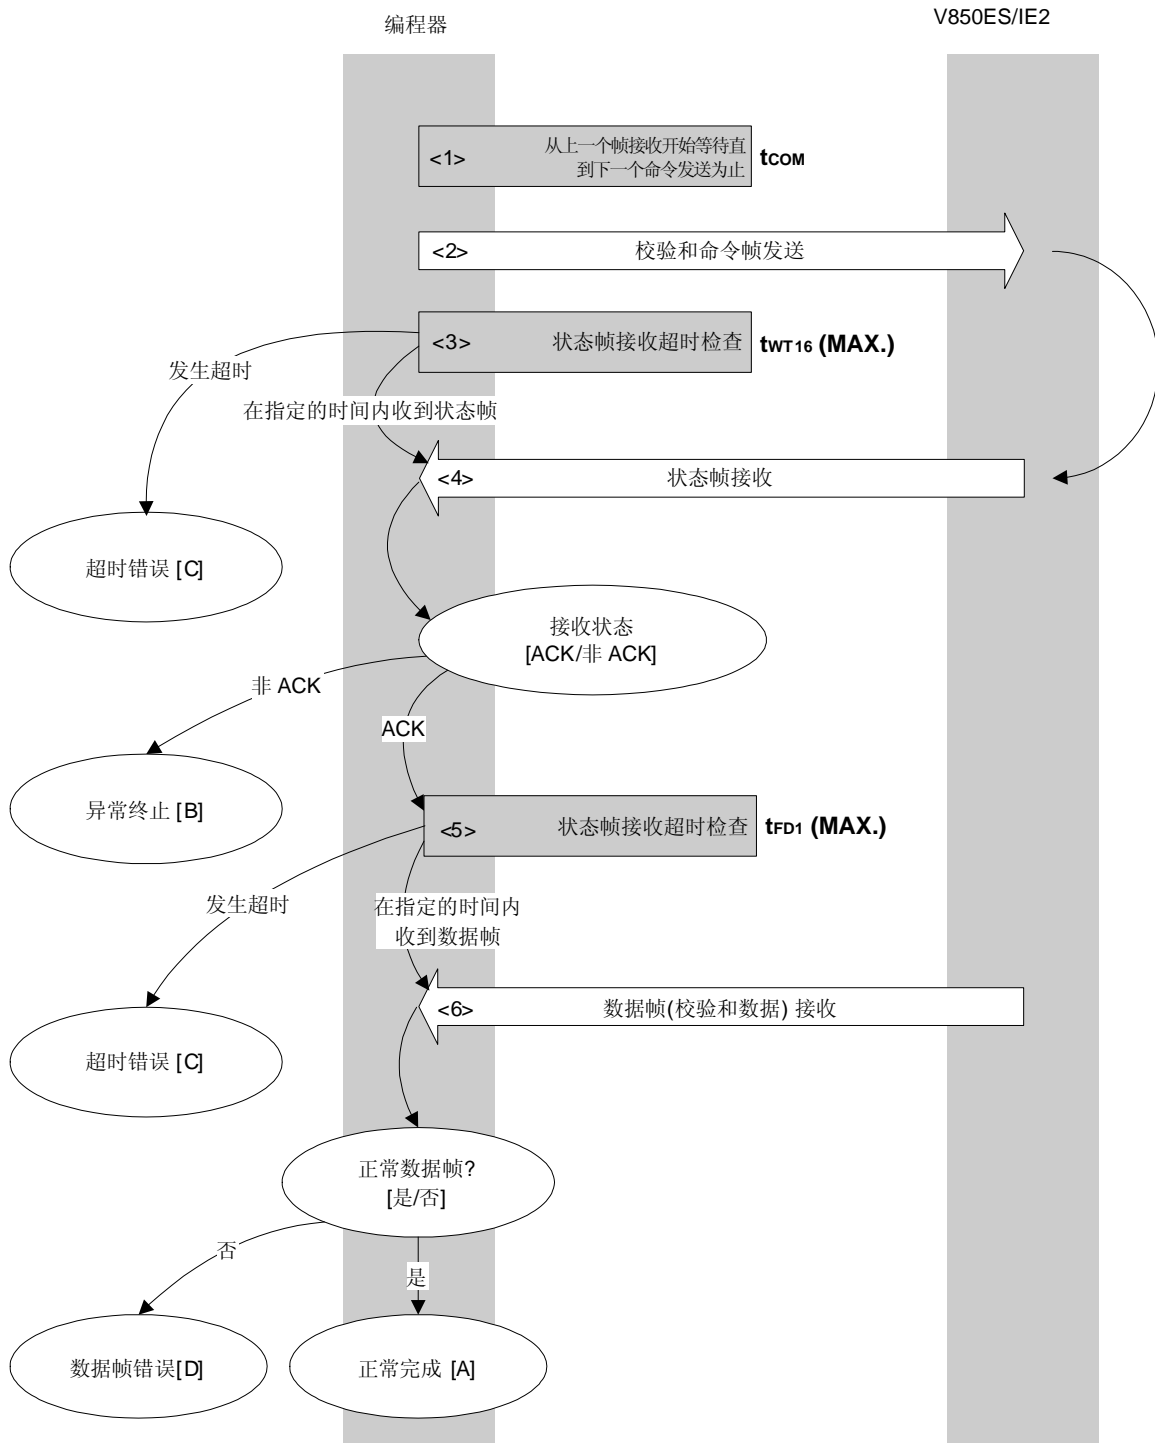 编程器
V850ES/IE2
<1>
从上一个帧接收开始等待直
到下一个命令发送为止
tCOM
<2>
校验和命令帧发送
<3>
状态帧接收超时检查
tWT16 (MAX.)
发生超时
在指定的时间内收到状态帧
<4>
状态帧接收
超时错误 [C]
接收状态
[ACK/非 ACK]
非 ACK
ACK
异常终止 [B]
<5>
状态帧接收超时检查
tFD1 (MAX.)
发生超时
在指定的时间内
收到数据帧
<6>
数据帧(校验和数据) 接收
超时错误 [C]
正常数据帧?
[是/否]
否
是
数据帧错误[D]
正常完成 [A]